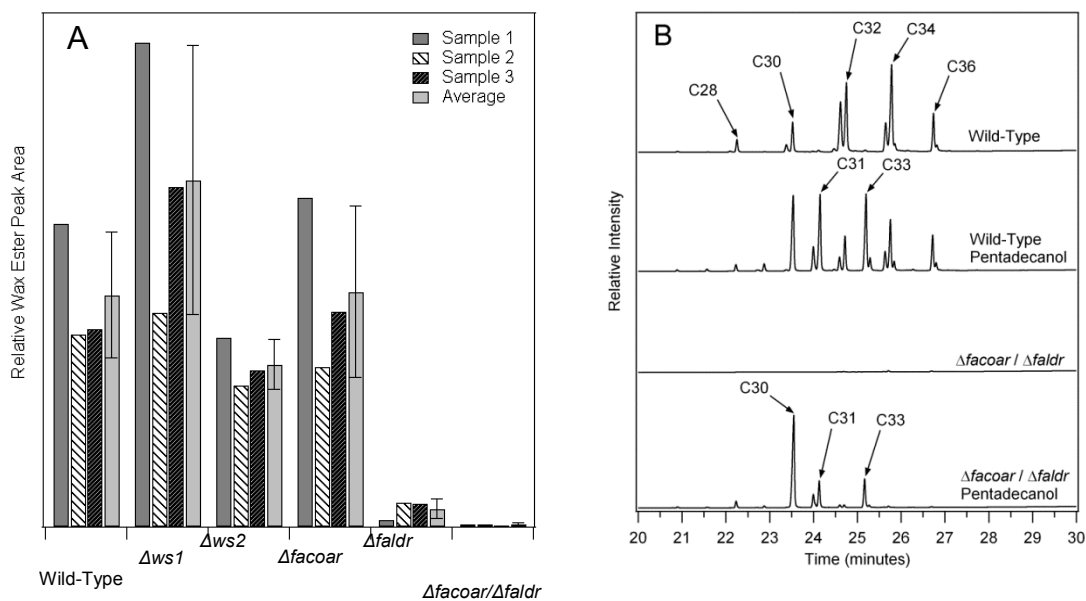 A
Sample 1
Sample 2
Sample 3
Average
Relative Wax Ester Peak Area
Wild-Type
Δws1
Δws2
Δfacoar
Δfaldr
Δfacoar/Δfaldr
B
C28
C30
C32
C34
C36
Wild-Type
C31
C33
Wild-Type
Pentadecanol
Δfacoar / Δfaldr
C30
C31
C33
Δfacoar / Δfaldr
Pentadecanol
Relative Intensity
20 21 22 23 24 25 26 27 28 29 30
Time (minutes)